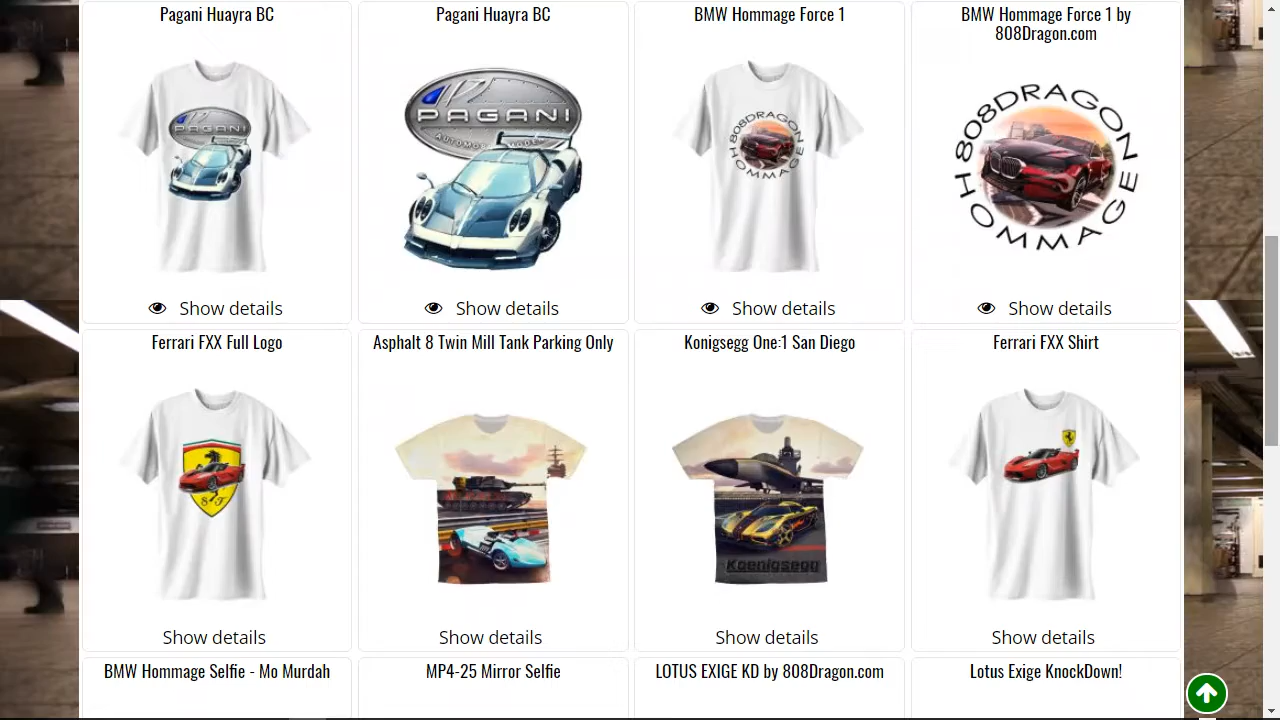 Pagani Huayra BC
Pagani Huayra BC
BMW Hommage Force 1
BMW Hommage Force 1 by
808Dragon.com
PAGANI
PAGANI
808DRAGON
HOMMAGE
808DRAGON
HOMMAGE
Show details
Show details
Show details
Show details
Ferrari FXX Full Logo
Asphalt 8 Twin Mill Tank Parking Only
Konigsegg One:1 San Diego
Ferrari FXX Shirt
Koenigsegg
Show details
Show details
Show details
Show details
BMW Hommage Selfie - Mo Murdah
MP4-25 Mirror Selfie
LOTUS EXIGE KD by 808Dragon.com
Lotus Exige KnockDown!